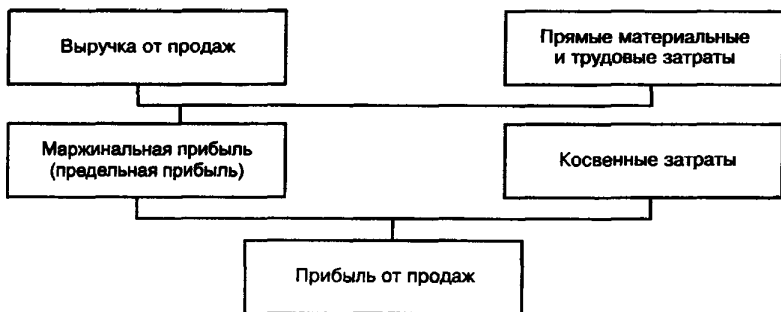 Выручка от продаж
Прямые материальные
и трудовые затраты
Маржинальная прибыль
(предельная прибыль)
Косвенные затраты
Прибыль от продаж